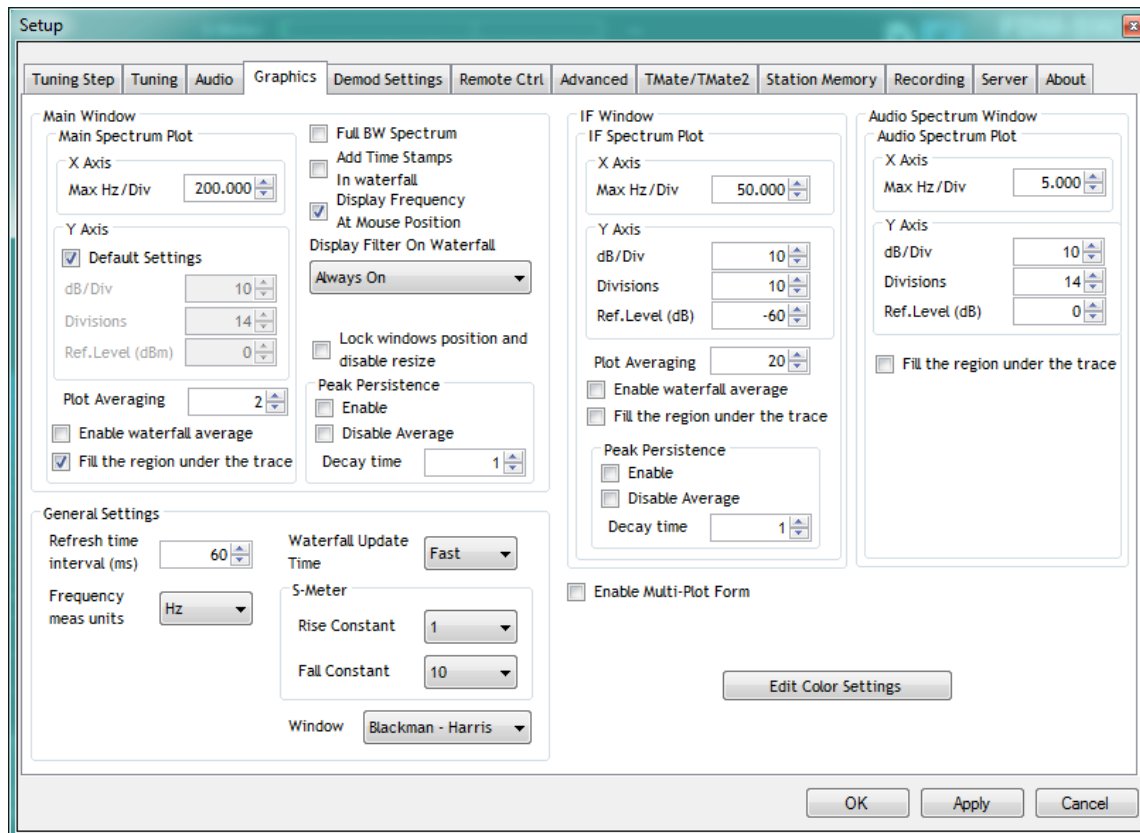 Setup
Tuning Step
Tuning
Audio
Graphics
Demod Settings
Remote Ctrl
Advanced
TMate/TMate2
Station Memory
Recording
Server
About
Main Window
Main Spectrum Plot
X Axis
Max Hz/Div 200.000
Y Axis
Default Settings
dB/Div 10
Divisions 14
Ref.Level (dBm) 0
Plot Averaging 2
Enable waterfall average
Fill the region under the trace
Full BW Spectrum
Add Time Stamps
In waterfall
Display Frequency
At Mouse Position
Display Filter On Waterfall
Always On
Lock windows position and
disable resize
Peak Persistence
Enable
Disable Average
Decay time 1
General Settings
Refresh time
interval (ms) 60
Frequency
meas units Hz
Waterfall Update
Time Fast
S-Meter
Rise Constant 1
Fall Constant 10
Window Blackman - Harris
IF Window
IF Spectrum Plot
X Axis
Max Hz/Div 50.000
Y Axis
dB/Div 10
Divisions 10
Ref.Level (dB) -60
Plot Averaging 20
Enable waterfall average
Fill the region under the trace
Peak Persistence
Enable
Disable Average
Decay time 1
Enable Multi-Plot Form
Audio Spectrum Window
Audio Spectrum Plot
X Axis
Max Hz/Div 5.000
Y Axis
dB/Div 10
Divisions 14
Ref.Level (dB) 0
Fill the region under the trace
Edit Color Settings
OK
Apply
Cancel